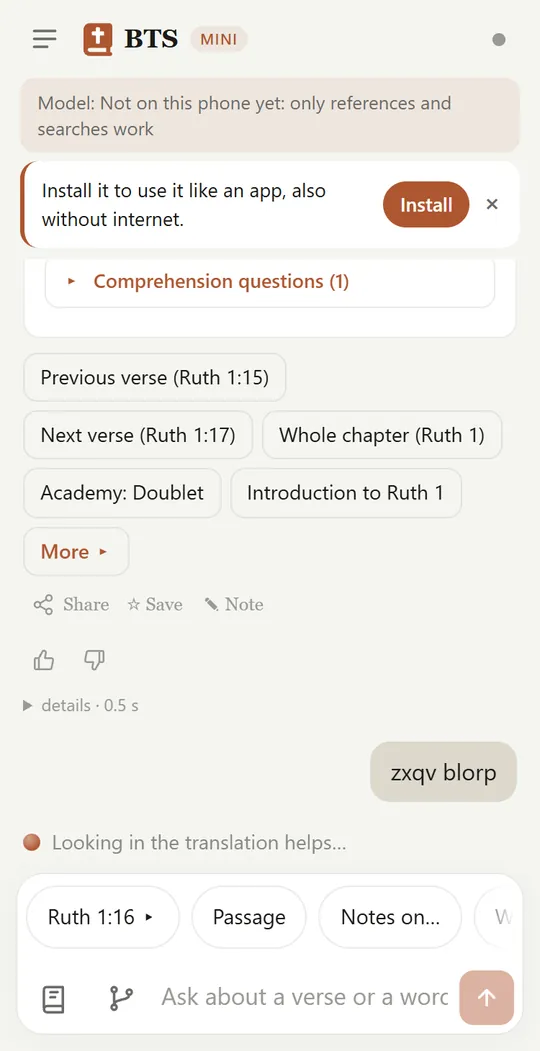 BTS MINI
Model: Not on this phone yet: only references and
searches work
Install it to use it like an app, also
without internet.
Install ×
▸ Comprehension questions (1)
Previous verse (Ruth 1:15)
Next verse (Ruth 1:17) Whole chapter (Ruth 1)
Academy: Doublet Introduction to Ruth 1
More ▸
Share ☆ Save ✎ Note
▶ details · 0.5 s
zxqv blorp
Looking in the translation helps...
Ruth 1:16 ▸ Passage Notes on...
Ask about a verse or a word